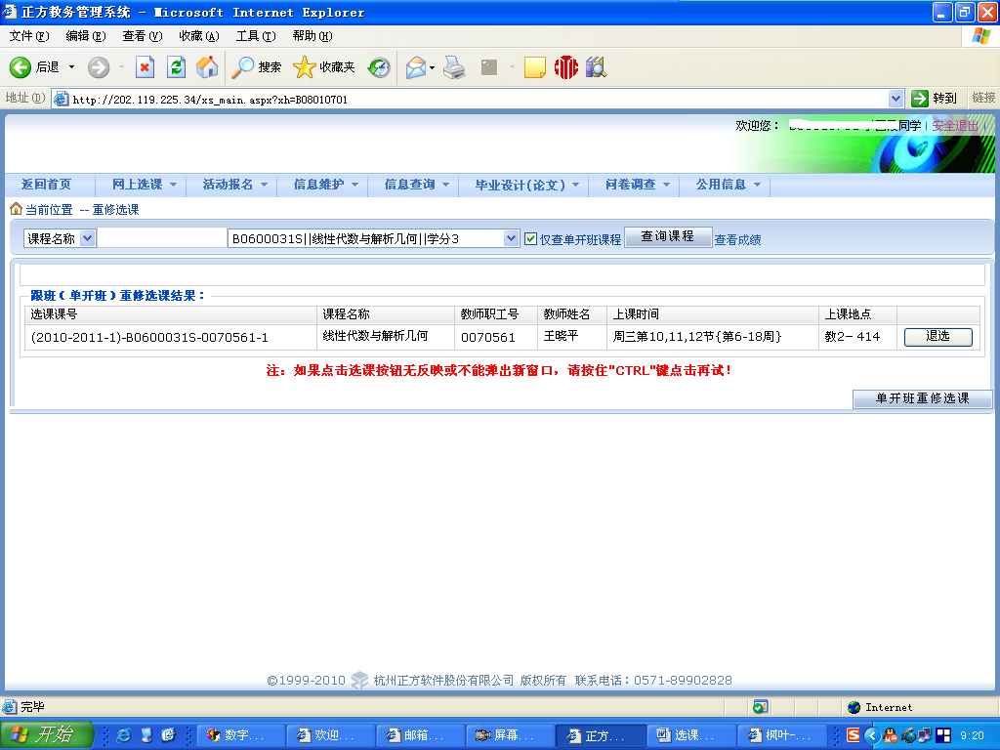 正方教务管理系统 - Microsoft Internet Explorer
文件(F) 编辑(E) 查看(V) 收藏(A) 工具(T) 帮助(H)
后退 搜索 收藏夹
地址(D) http://202.119.225.34/xs_main.aspx?xh=B08010701 转到 链接
欢迎您： 同学 | 安全退出
返回首页 网上选课 活动报名 信息维护 信息查询 毕业设计(论文) 问卷调查 公用信息
当前位置 -- 重修选课
课程名称 B0600031S||线性代数与解析几何||学分3 仅查单开班课程 查询课程 查看成绩
跟班(单开班)重修选课结果：
选课课号 课程名称 教师职工号 教师姓名 上课时间 上课地点
(2010-2011-1)-B0600031S-0070561-1 线性代数与解析几何 0070561 王晓平 周三第10,11,12节{第6-18周} 教2－414 退选
注：如果点击选课按钮无反映或不能弹出新窗口，请按住"CTRL"键点击再试！
单开班重修选课
©1999-2010 杭州正方软件股份有限公司 版权所有 联系电话：0571-89902828
完毕 Internet
开始 数字... 欢迎... 邮箱... 屏幕... 正方... 选课... 枫叶-... 9:20